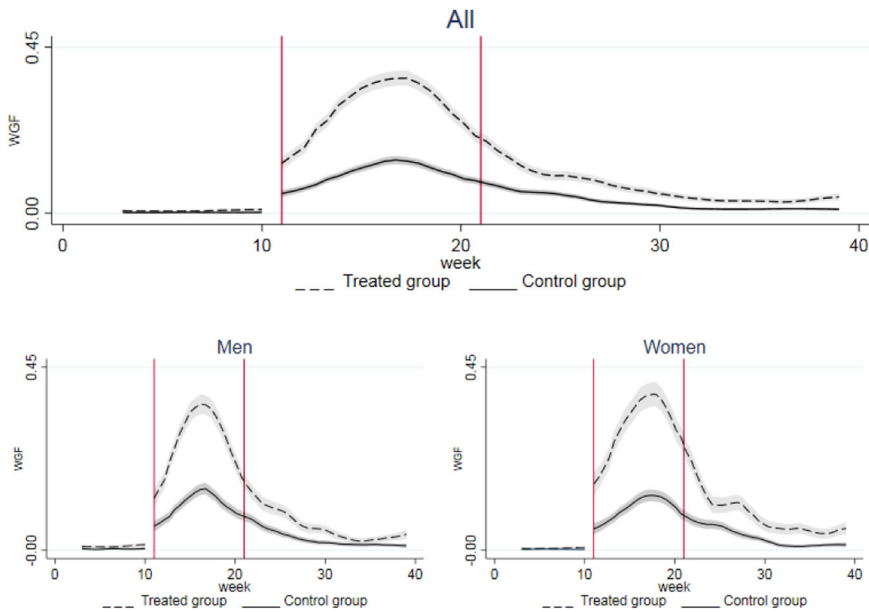 All
0.45
WGF
0.00
0 10 20 30 40
week
Treated group Control group
Men
0.45
WGF
-0.00
0 10 20 30 40
week
Treated group Control group
Women
0.45
WGF
-0.00
0 10 20 30 40
week
Treated group Control group